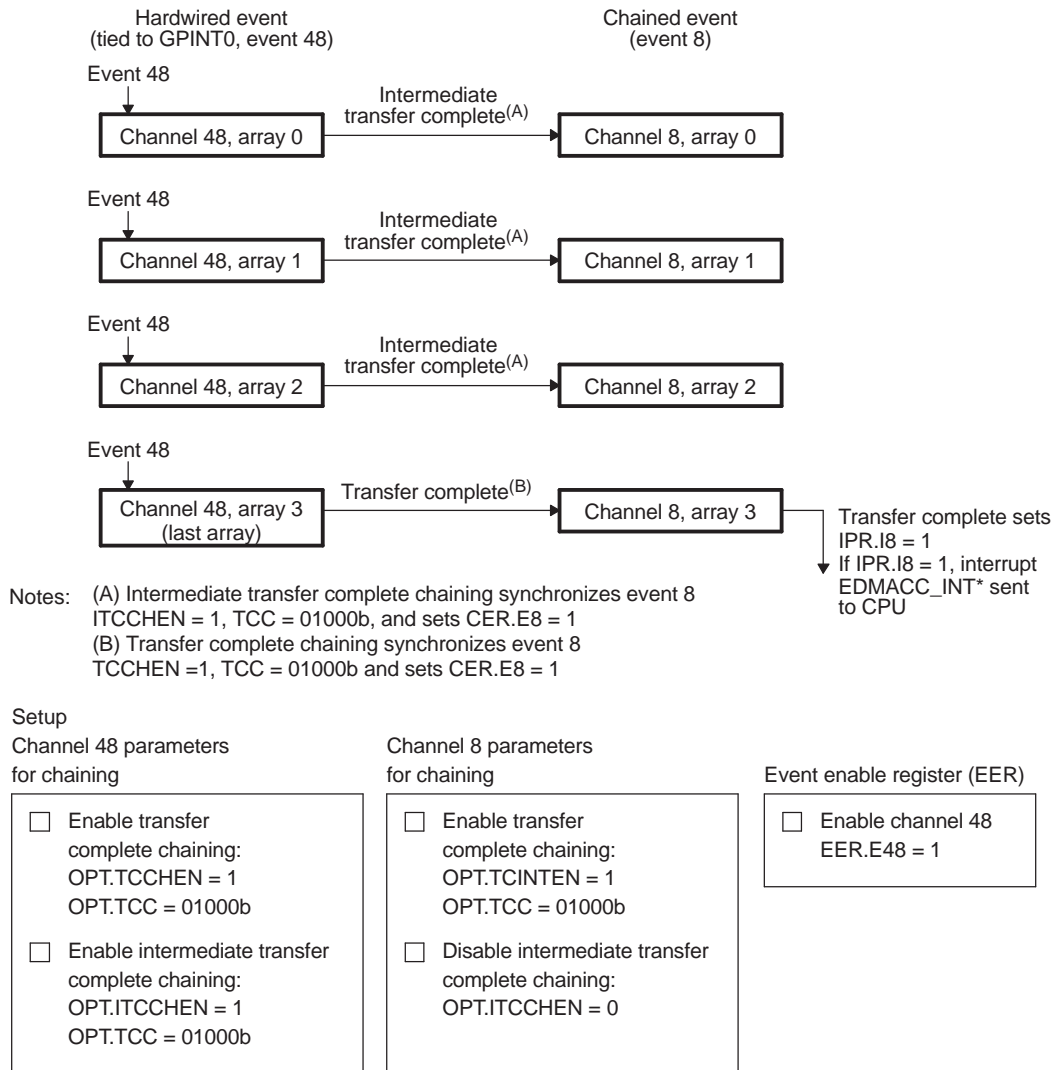 Hardwired event
(tied to GPINT0, event 48)
Chained event
(event 8)
Event 48
Channel 48, array 0
Intermediate
transfer complete(A)
Channel 8, array 0
Event 48
Channel 48, array 1
Intermediate
transfer complete(A)
Channel 8, array 1
Event 48
Channel 48, array 2
Intermediate
transfer complete(A)
Channel 8, array 2
Event 48
Channel 48, array 3
(last array)
Transfer complete(B)
Channel 8, array 3
Transfer complete sets
IPR.I8 = 1
If IPR.I8 = 1, interrupt
EDMACC_INT* sent
to CPU
Notes: (A) Intermediate transfer complete chaining synchronizes event 8
ITCCHEN = 1, TCC = 01000b, and sets CER.E8 = 1
(B) Transfer complete chaining synchronizes event 8
TCCHEN =1, TCC = 01000b and sets CER.E8 = 1
Setup
Channel 48 parameters
for chaining
Enable transfer
complete chaining:
OPT.TCCHEN = 1
OPT.TCC = 01000b
Enable intermediate transfer
complete chaining:
OPT.ITCCHEN = 1
OPT.TCC = 01000b
Channel 8 parameters
for chaining
Enable transfer
complete chaining:
OPT.TCINTEN = 1
OPT.TCC = 01000b
Disable intermediate transfer
complete chaining:
OPT.ITCCHEN = 0
Event enable register (EER)
Enable channel 48
EER.E48 = 1